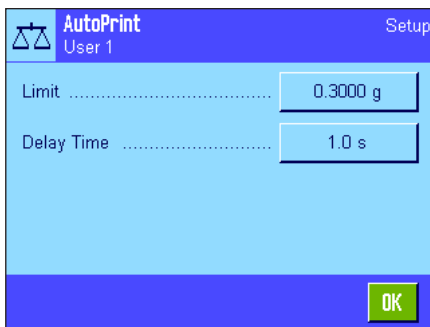 AutoPrint
Setup
User 1
Limit .................................... 0.3000 g
Delay Time .......................... 1.0 s
OK